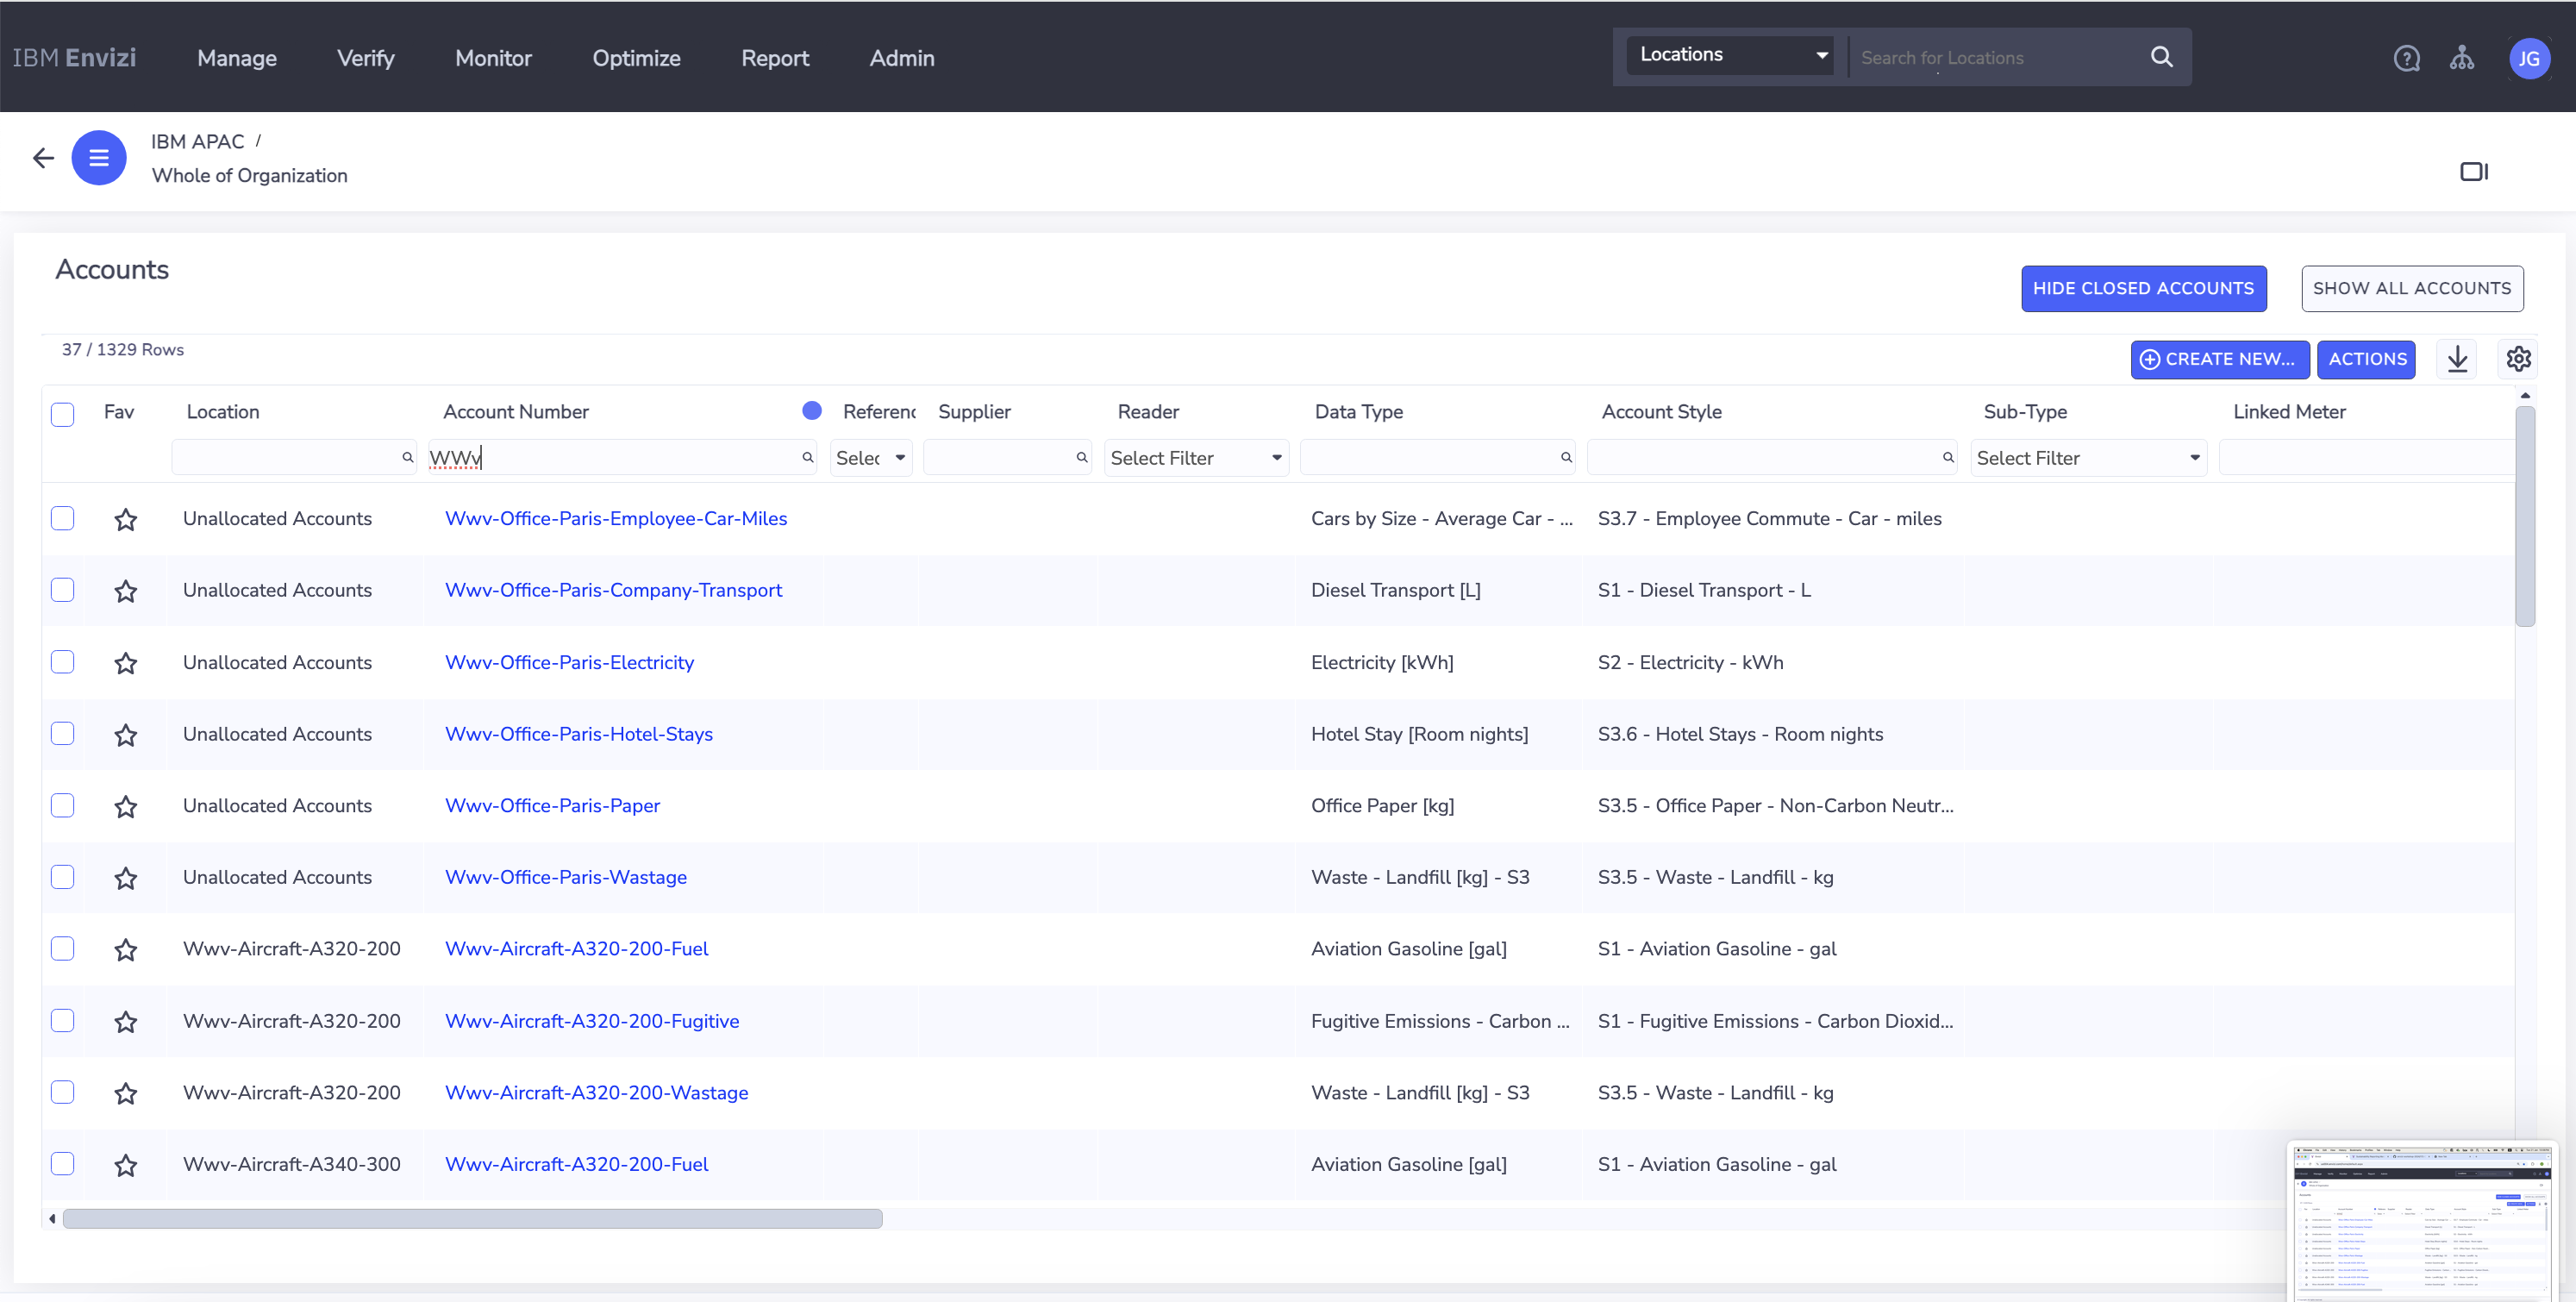 IBM Envizi Manage Verify Monitor Optimize Report Admin Locations Search for Locations JG
IBM APAC /
Whole of Organization
Accounts
HIDE CLOSED ACCOUNTS SHOW ALL ACCOUNTS
37 / 1329 Rows
CREATE NEW... ACTIONS
Fav Location Account Number Referenc Supplier Reader Data Type Account Style Sub-Type Linked Meter
WWv Selec Select Filter Select Filter
Unallocated Accounts Wwv-Office-Paris-Employee-Car-Miles Cars by Size - Average Car - ... S3.7 - Employee Commute - Car - miles
Unallocated Accounts Wwv-Office-Paris-Company-Transport Diesel Transport [L] S1 - Diesel Transport - L
Unallocated Accounts Wwv-Office-Paris-Electricity Electricity [kWh] S2 - Electricity - kWh
Unallocated Accounts Wwv-Office-Paris-Hotel-Stays Hotel Stay [Room nights] S3.6 - Hotel Stays - Room nights
Unallocated Accounts Wwv-Office-Paris-Paper Office Paper [kg] S3.5 - Office Paper - Non-Carbon Neutr...
Unallocated Accounts Wwv-Office-Paris-Wastage Waste - Landfill [kg] - S3 S3.5 - Waste - Landfill - kg
Wwv-Aircraft-A320-200 Wwv-Aircraft-A320-200-Fuel Aviation Gasoline [gal] S1 - Aviation Gasoline - gal
Wwv-Aircraft-A320-200 Wwv-Aircraft-A320-200-Fugitive Fugitive Emissions - Carbon ... S1 - Fugitive Emissions - Carbon Dioxid...
Wwv-Aircraft-A320-200 Wwv-Aircraft-A320-200-Wastage Waste - Landfill [kg] - S3 S3.5 - Waste - Landfill - kg
Wwv-Aircraft-A340-300 Wwv-Aircraft-A320-200-Fuel Aviation Gasoline [gal] S1 - Aviation Gasoline - gal